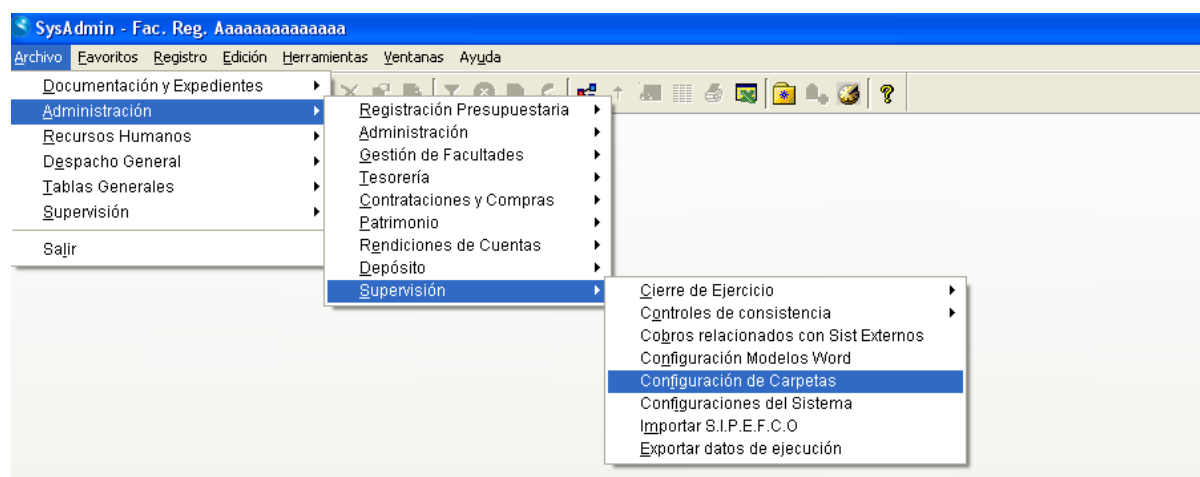 SysAdmin - Fac. Reg. Aaaaaaaaaaaaaa
Archivo Favoritos Registro Edición Herramientas Ventanas Ayuda
Documentación y Expedientes
Administración
Recursos Humanos
Despacho General
Tablas Generales
Supervisión
Salir
Registración Presupuestaria
Administración
Gestión de Facultades
Tesorería
Contrataciones y Compras
Patrimonio
Rendiciones de Cuentas
Depósito
Supervisión
Cierre de Ejercicio
Controles de consistencia
Cobros relacionados con Sist Externos
Configuración Modelos Word
Configuración de Carpetas
Configuraciones del Sistema
Importar S.I.P.E.F.C.O
Exportar datos de ejecución